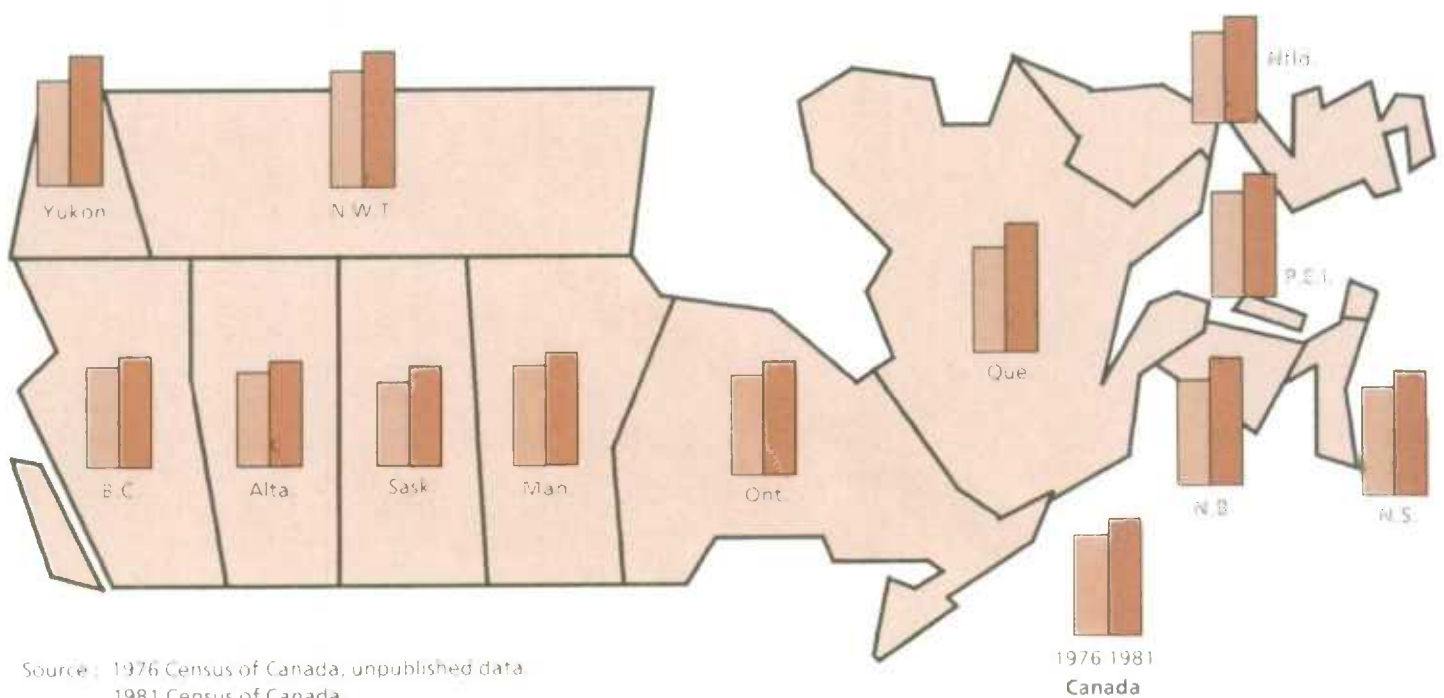 Nfld.
Yukon
N.W.T.
P.E.I.
Que.
B.C.
Alta.
Sask.
Man.
Ont.
N.B.
N.S.
1976 1981
Canada
Source: 1976 Census of Canada, unpublished data.
1981 Census of Canada.